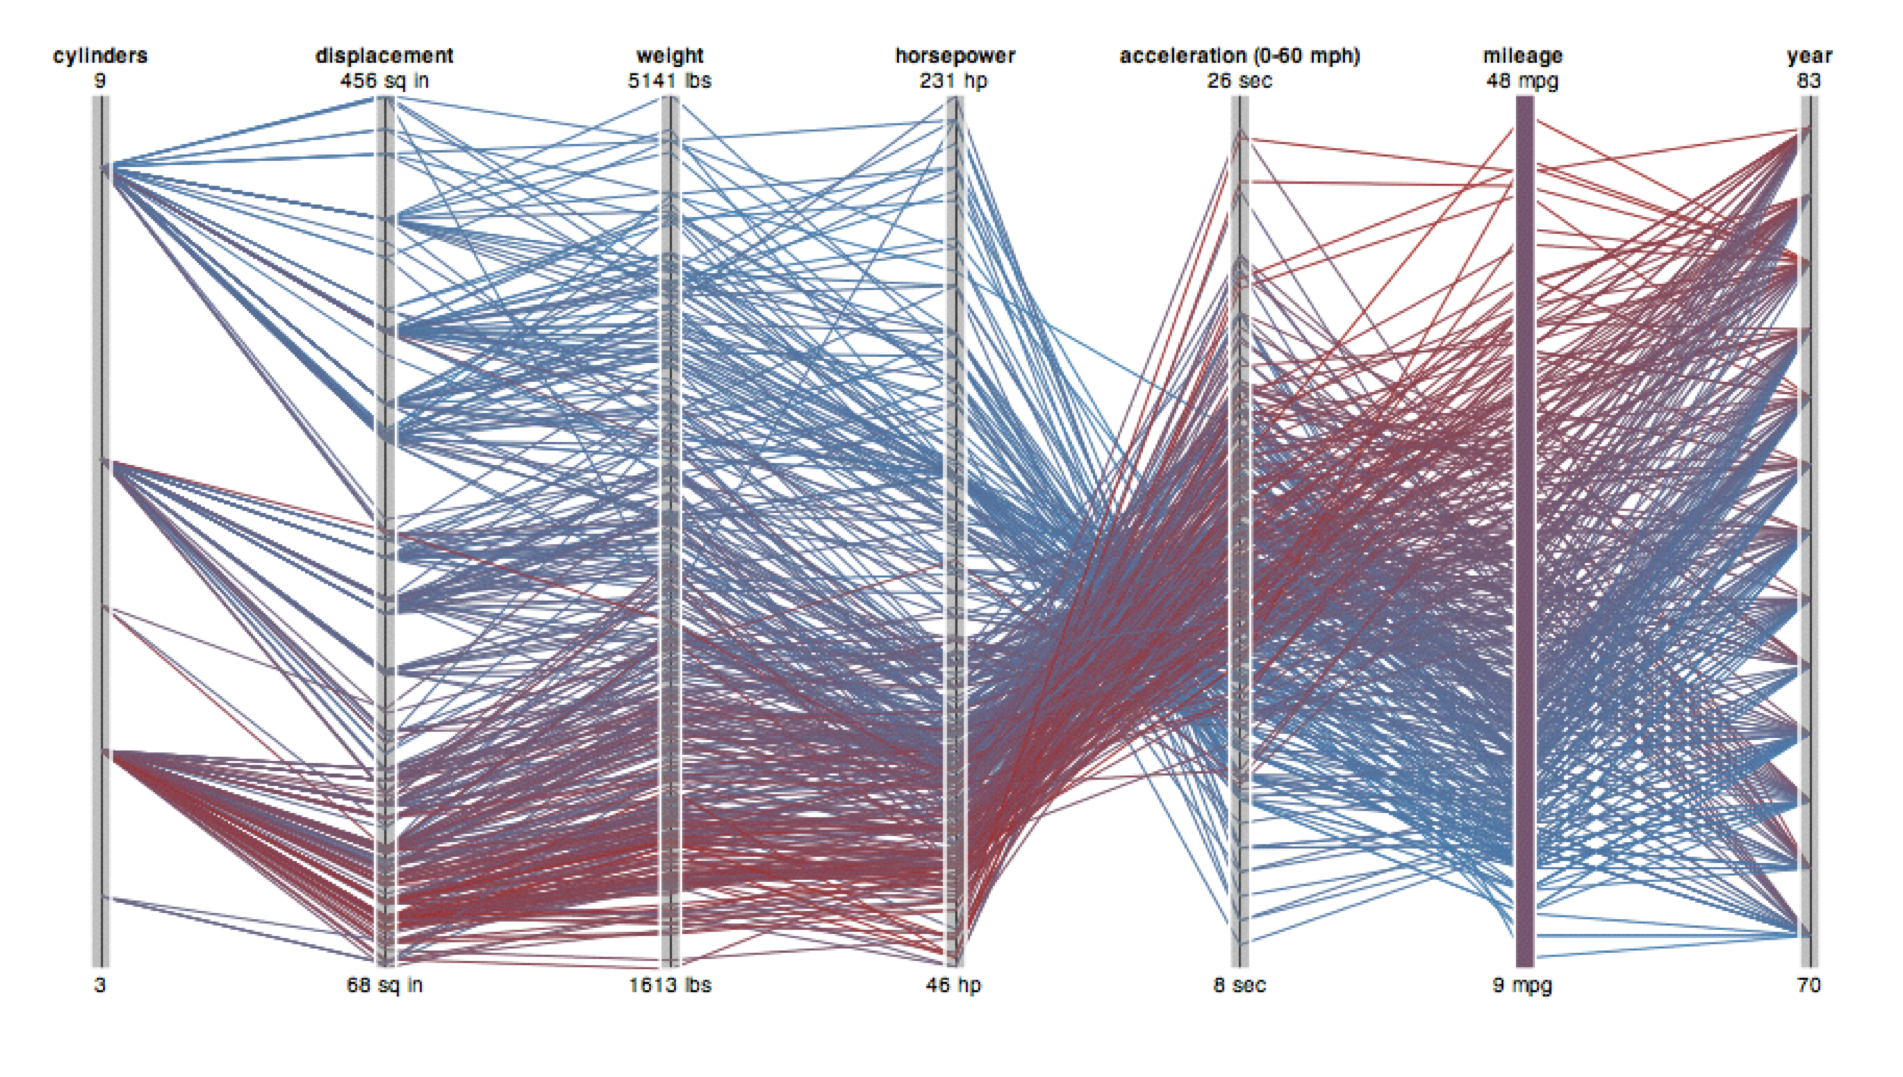 cylinders displacement weight horsepower acceleration (0-60 mph) mileage year
9 456 sq in 5141 lbs 231 hp 26 sec 48 mpg 83
3 68 sq in 1613 lbs 46 hp 8 sec 9 mpg 70